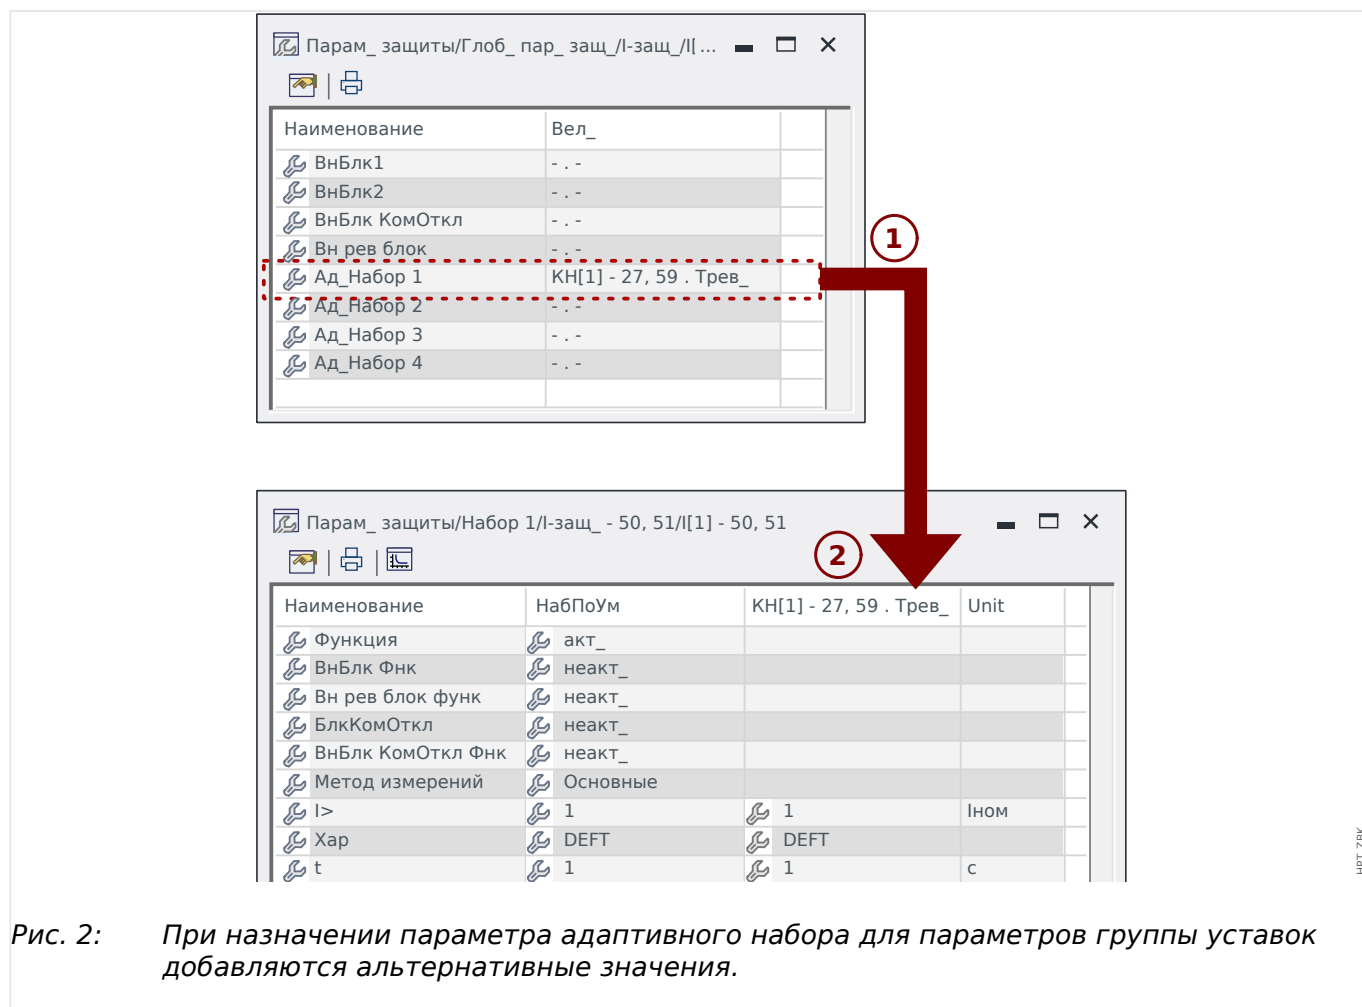 Парам_ защиты/Глоб_ пар_ защ_/I-защ_/I[ ...
Наименование Вел_
ВнБлк1 - . -
ВнБлк2 - . -
ВнБлк КомОткл - . -
Вн рев блок - . -
Ад_Набор 1 КН[1] - 27, 59 . Трев_
Ад_Набор 2 - . -
Ад_Набор 3 - . -
Ад_Набор 4 - . -
1
Парам_ защиты/Набор 1/I-защ_ - 50, 51/I[1] - 50, 51
2
Наименование НабПоУм КН[1] - 27, 59 . Трев_ Unit
Функция акт_
ВнБлк Фнк неакт_
Вн рев блок функ неакт_
БлкКомОткл неакт_
ВнБлк КомОткл Фнк неакт_
Метод измерений Основные
I> 1 1 Iном
Хар DEFT DEFT
t 1 1 с
Рис. 2: При назначении параметра адаптивного набора для параметров группы уставок
добавляются альтернативные значения.